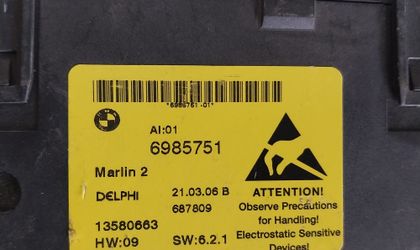 *6985751-01*
AI:01
6985751
Marlin 2
DELPHI 21.03.06 B
687809
13580663
HW:09 SW:6.2.1
ATTENTION!
Observe Precautions
for Handling!
Electrostatic Sensitive
Devices!